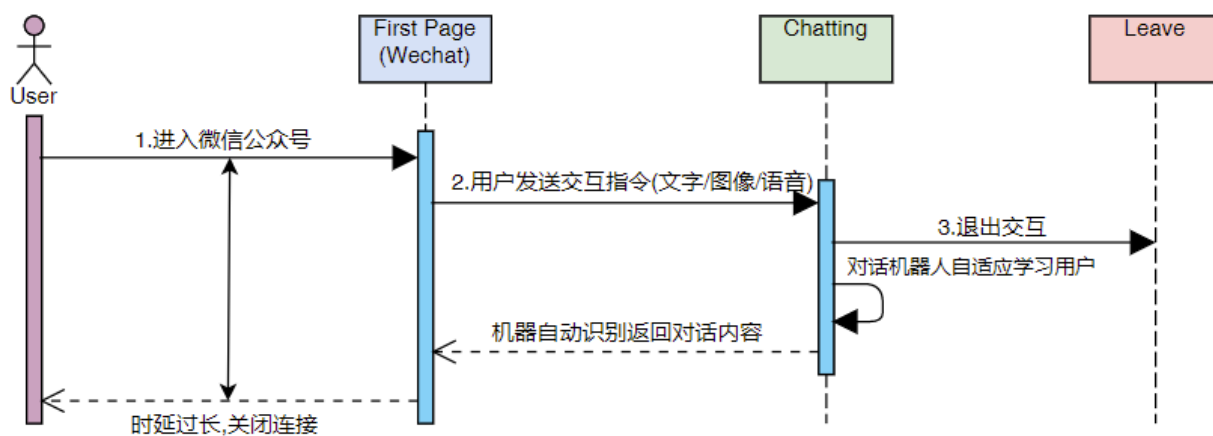 First Page
(Wechat)
Chatting
Leave
User
1.进入微信公众号
2.用户发送交互指令(文字/图像/语音)
3.退出交互
对话机器人自适应学习用户
机器自动识别返回对话内容
时延过长,关闭连接